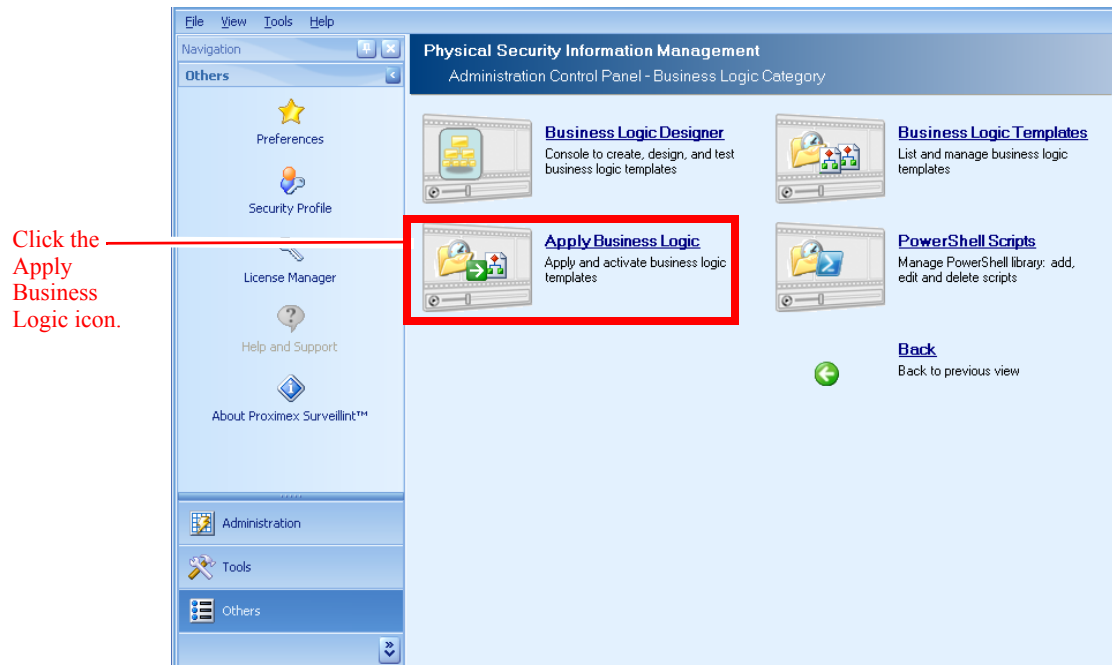 File View Tools Help
Navigation
Others
Preferences
Security Profile
License Manager
Help and Support
About Proximex Surveillint™
Administration
Tools
Others
Physical Security Information Management
Administration Control Panel - Business Logic Category
Business Logic Designer
Console to create, design, and test
business logic templates
Business Logic Templates
List and manage business logic
templates
Apply Business Logic
Apply and activate business logic
templates
PowerShell Scripts
Manage PowerShell library: add,
edit and delete scripts
Back
Back to previous view
Click the
Apply
Business
Logic icon.